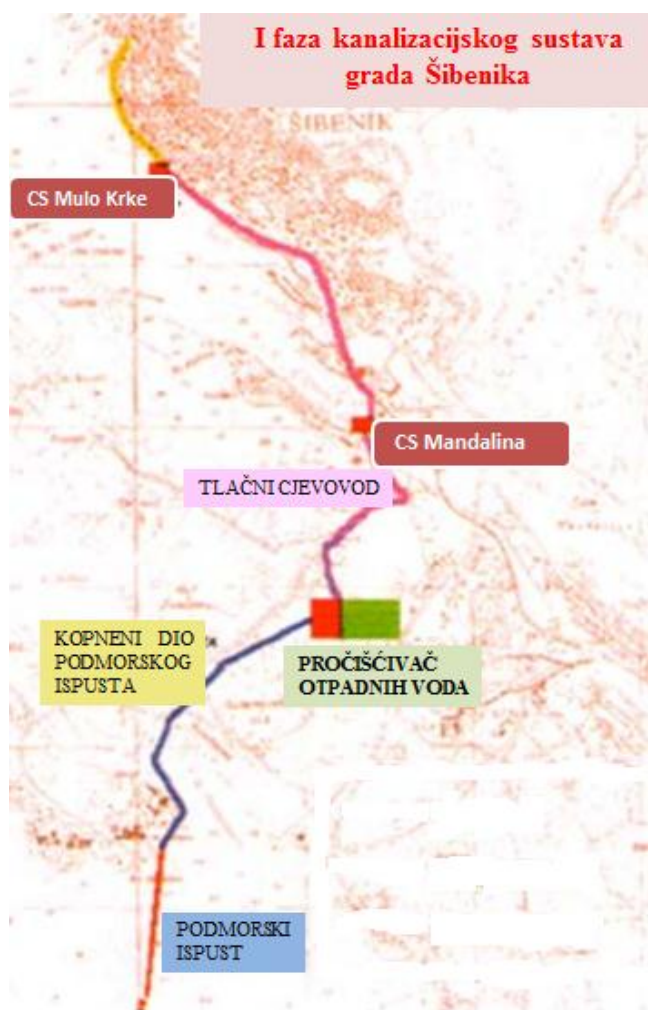 I faza kanalizacijskog sustava
grada Šibenika
ŠIBENIK
CS Mulo Krke
CS Mandalina
TLAČNI CJEVOVOD
KOPNENI DIO
PODMORSKOG
ISPUSTA
PROČIŠĆIVAČ
OTPADNIH VODA
PODMORSKI
ISPUST